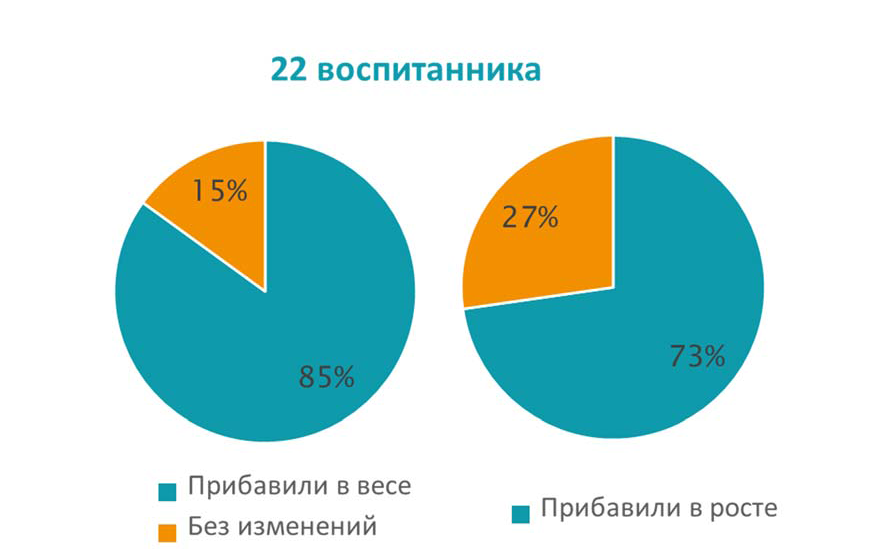 22 воспитанника
15%
85%
27%
73%
Прибавили в весе
Без изменений
Прибавили в росте